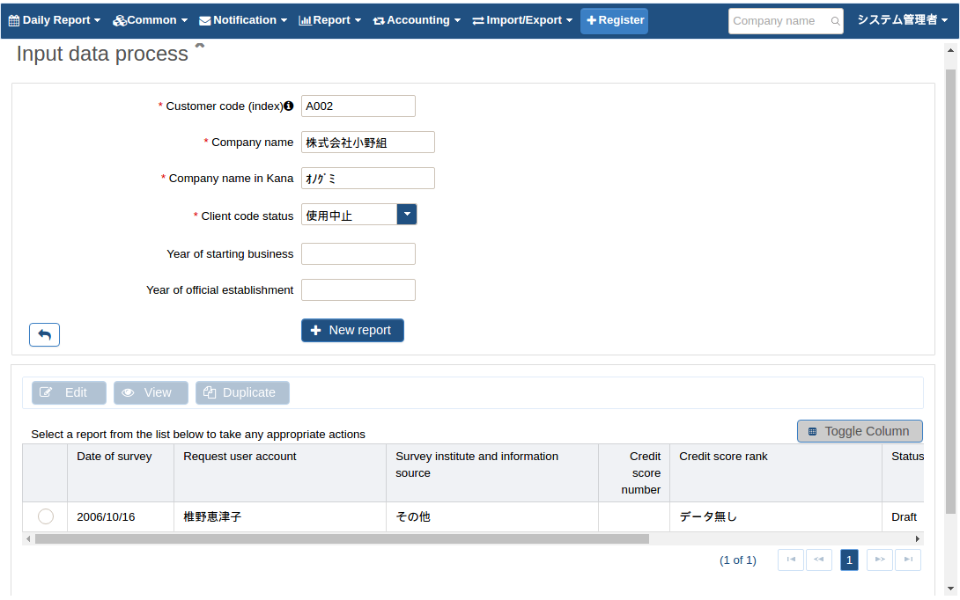 Daily Report Common Notification Report Accounting Import/Export Register Company name システム管理者
Input data process
* Customer code (index) A002
* Company name 株式会社小野組
* Company name in Kana ｵﾉｸﾞﾐ
* Client code status 使用中止
Year of starting business
Year of official establishment
New report
Edit View Duplicate
Select a report from the list below to take any appropriate actions
Toggle Column
Date of survey Request user account Survey institute and information source Credit score number Credit score rank Status
2006/10/16 椎野恵津子 その他 データ無し Draft
(1 of 1) 1